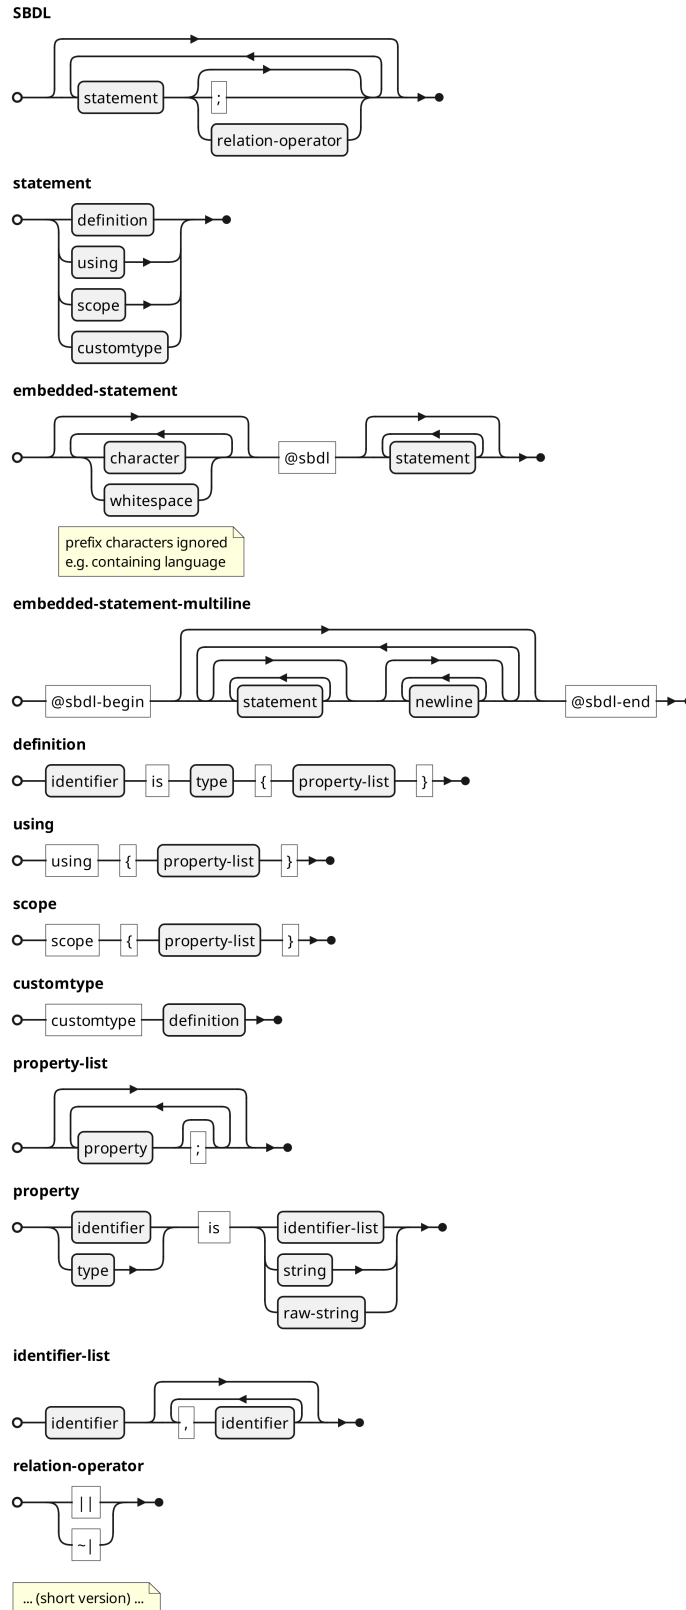 SBDL
statement
;
relation-operator
statement
definition
using
scope
customtype
embedded-statement
character @sbdl statement
whitespace
prefix characters ignored
e.g. containing language
embedded-statement-multiline
@sbdl-begin statement newline @sbdl-end
definition
identifier is type { property-list }
using
using { property-list }
scope
scope { property-list }
customtype
customtype definition
property-list
property ;
property
identifier is identifier-list
type string
raw-string
identifier-list
identifier , identifier
relation-operator
||
~|
... (short version) ...